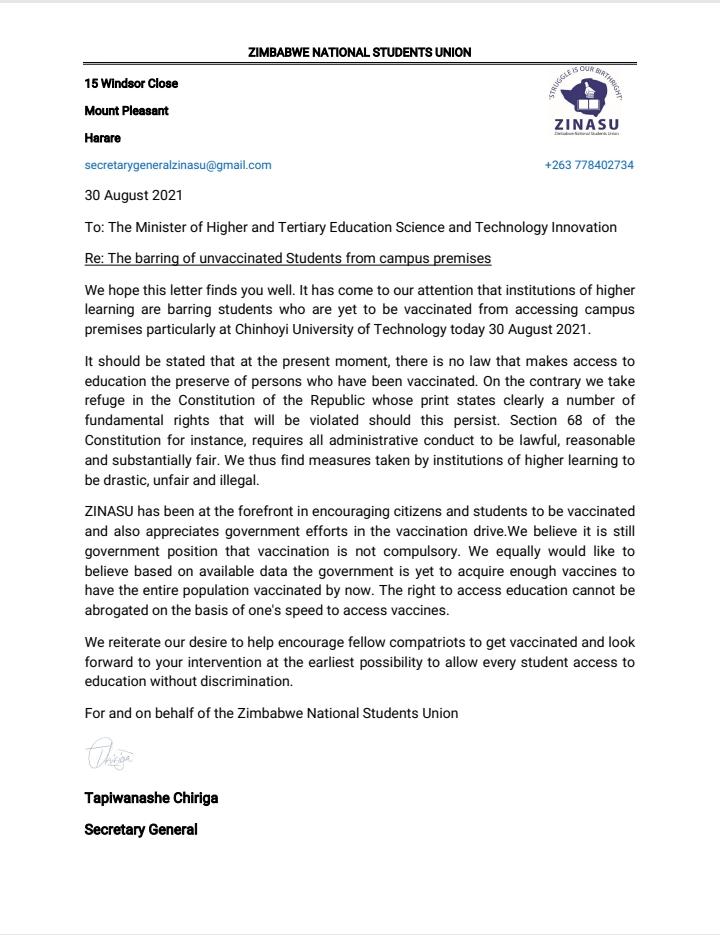 ZIMBABWE NATIONAL STUDENTS UNION
15 Windsor Close
Mount Pleasant
Harare
"STRUGGLE IS OUR BIRTHRIGHT"
ZINASU
Zimbabwe National Students Union
secretarygeneralzinasu@gmail.com
+263 778402734
30 August 2021
To: The Minister of Higher and Tertiary Education Science and Technology Innovation
Re: The barring of unvaccinated Students from campus premises
We hope this letter finds you well. It has come to our attention that institutions of higher
learning are barring students who are yet to be vaccinated from accessing campus
premises particularly at Chinhoyi University of Technology today 30 August 2021.
It should be stated that at the present moment, there is no law that makes access to
education the preserve of persons who have been vaccinated. On the contrary we take
refuge in the Constitution of the Republic whose print states clearly a number of
fundamental rights that will be violated should this persist. Section 68 of the
Constitution for instance, requires all administrative conduct to be lawful, reasonable
and substantially fair. We thus find measures taken by institutions of higher learning to
be drastic, unfair and illegal.
ZINASU has been at the forefront in encouraging citizens and students to be vaccinated
and also appreciates government efforts in the vaccination drive.We believe it is still
government position that vaccination is not compulsory. We equally would like to
believe based on available data the government is yet to acquire enough vaccines to
have the entire population vaccinated by now. The right to access education cannot be
abrogated on the basis of one's speed to access vaccines.
We reiterate our desire to help encourage fellow compatriots to get vaccinated and look
forward to your intervention at the earliest possibility to allow every student access to
education without discrimination.
For and on behalf of the Zimbabwe National Students Union
Chiriga
Tapiwanashe Chiriga
Secretary General